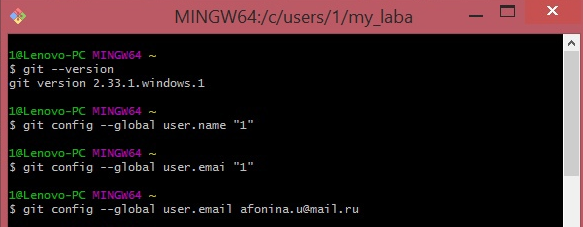 MINGW64:/c/users/1/my_laba
1@Lenovo-PC MINGW64 ~
$ git --version
git version 2.33.1.windows.1
1@Lenovo-PC MINGW64 ~
$ git config --global user.name "1"
1@Lenovo-PC MINGW64 ~
$ git config --global user.emai "1"
1@Lenovo-PC MINGW64 ~
$ git config --global user.email afonina.u@mail.ru